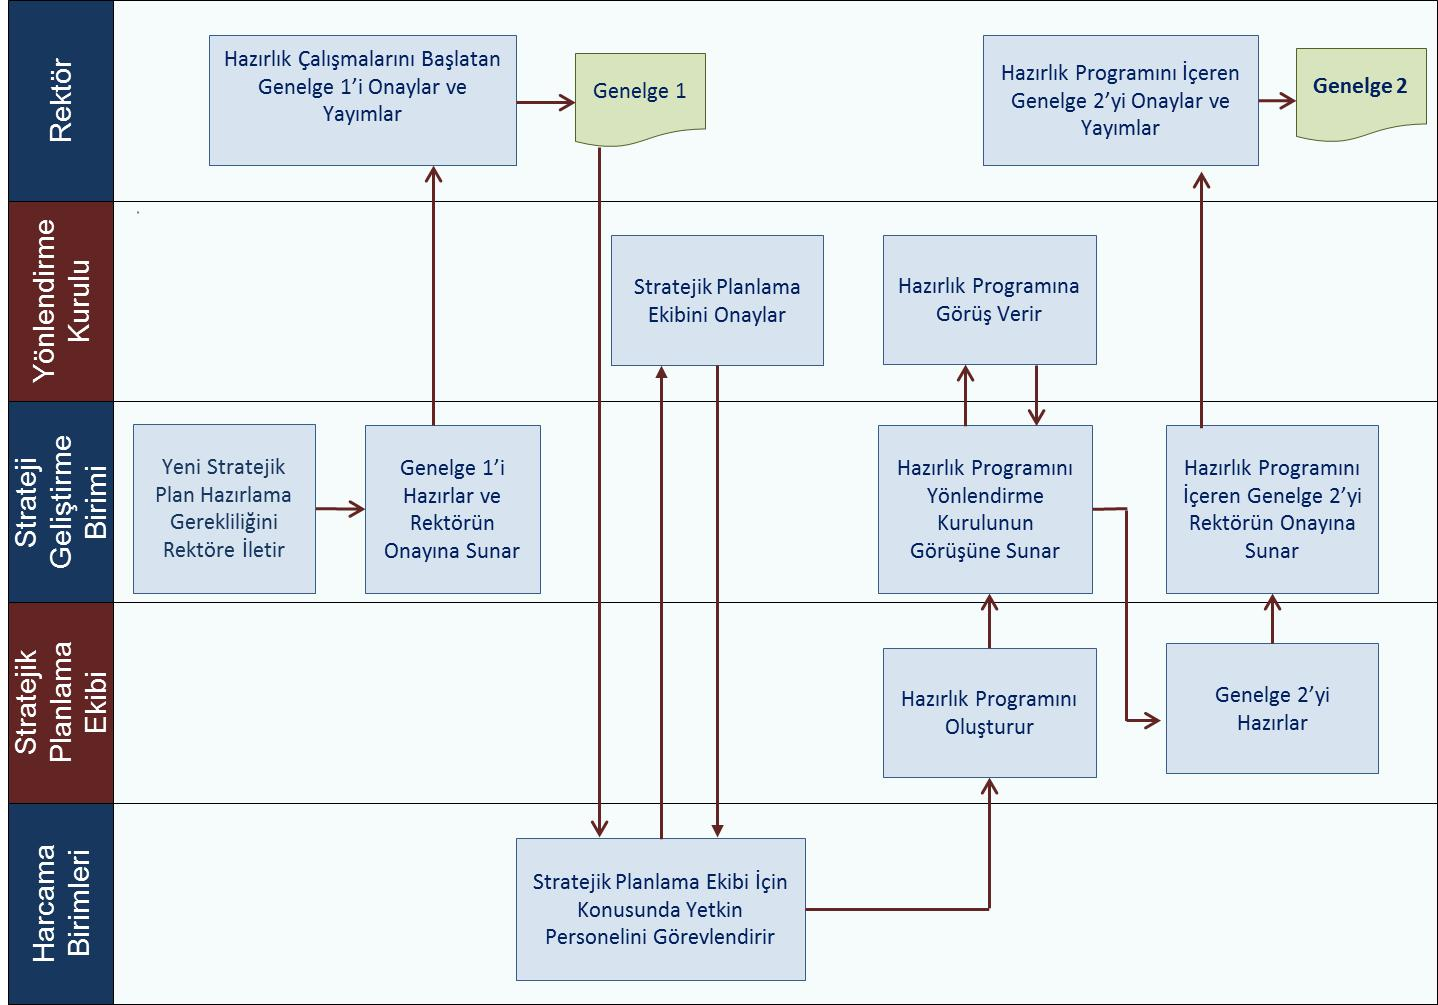 Rektör
Hazırlık Çalışmalarını Başlatan
Genelge 1’i Onaylar ve
Yayımlar
Genelge 1
Hazırlık Programını İçeren
Genelge 2’yi Onaylar ve
Yayımlar
Genelge 2
Yönlendirme
Kurulu
Stratejik Planlama
Ekibini Onaylar
Hazırlık Programına
Görüş Verir
Strateji
Geliştirme
Birimi
Yeni Stratejik
Plan Hazırlama
Gerekliliğini
Rektöre İletir
Genelge 1’i
Hazırlar ve
Rektörün
Onayına Sunar
Hazırlık Programını
Yönlendirme
Kurulunun
Görüşüne Sunar
Hazırlık Programını
İçeren Genelge 2’yi
Rektörün Onayına
Sunar
Stratejik
Planlama
Ekibi
Hazırlık Programını
Oluşturur
Genelge 2’yi
Hazırlar
Harcama
Birimleri
Stratejik Planlama Ekibi İçin
Konusunda Yetkin
Personelini Görevlendirir